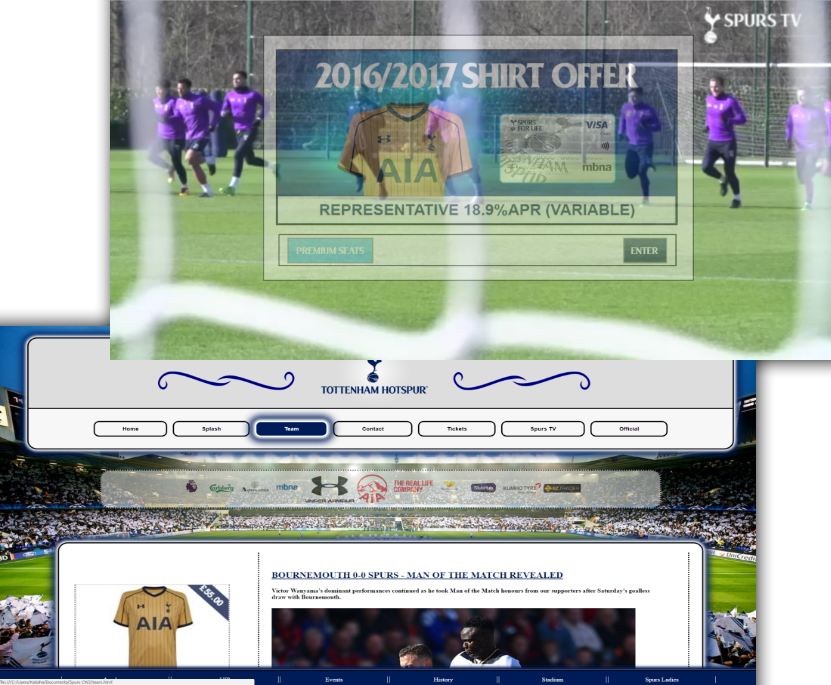 SPURS TV
2016/2017 SHIRT OFFER
SPURS
FOR LIFE
VISA
AIA
mbna
REPRESENTATIVE 18.9%APR (VARIABLE)
PREMIUM SEATS
ENTER
TOTTENHAM HOTSPUR
Home
Splash
Team
Contact
Tickets
Spurs TV
Official
Carlsberg
mbna
UNDER ARMOUR
AIA
THE REAL LIFE
COMPANY
KUMHO TYRE
BOURNEMOUTH 0-0 SPURS - MAN OF THE MATCH REVEALED
Victor Wanyama's dominant performances continued as he took Man of the Match honours from our supporters after Saturday's goalless
draw with Bournemouth.
£55.00
AIA
Events
History
Stadium
Spurs Ladies